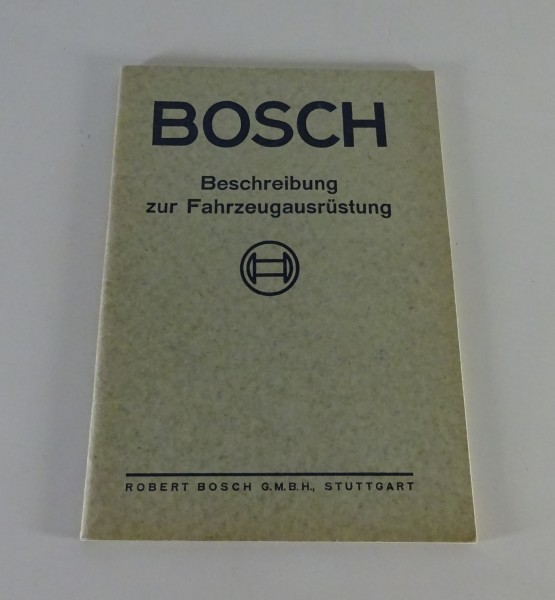 BOSCH
Beschreibung
zur Fahrzeugausrüstung
ROBERT BOSCH G.M.B.H., STUTTGART